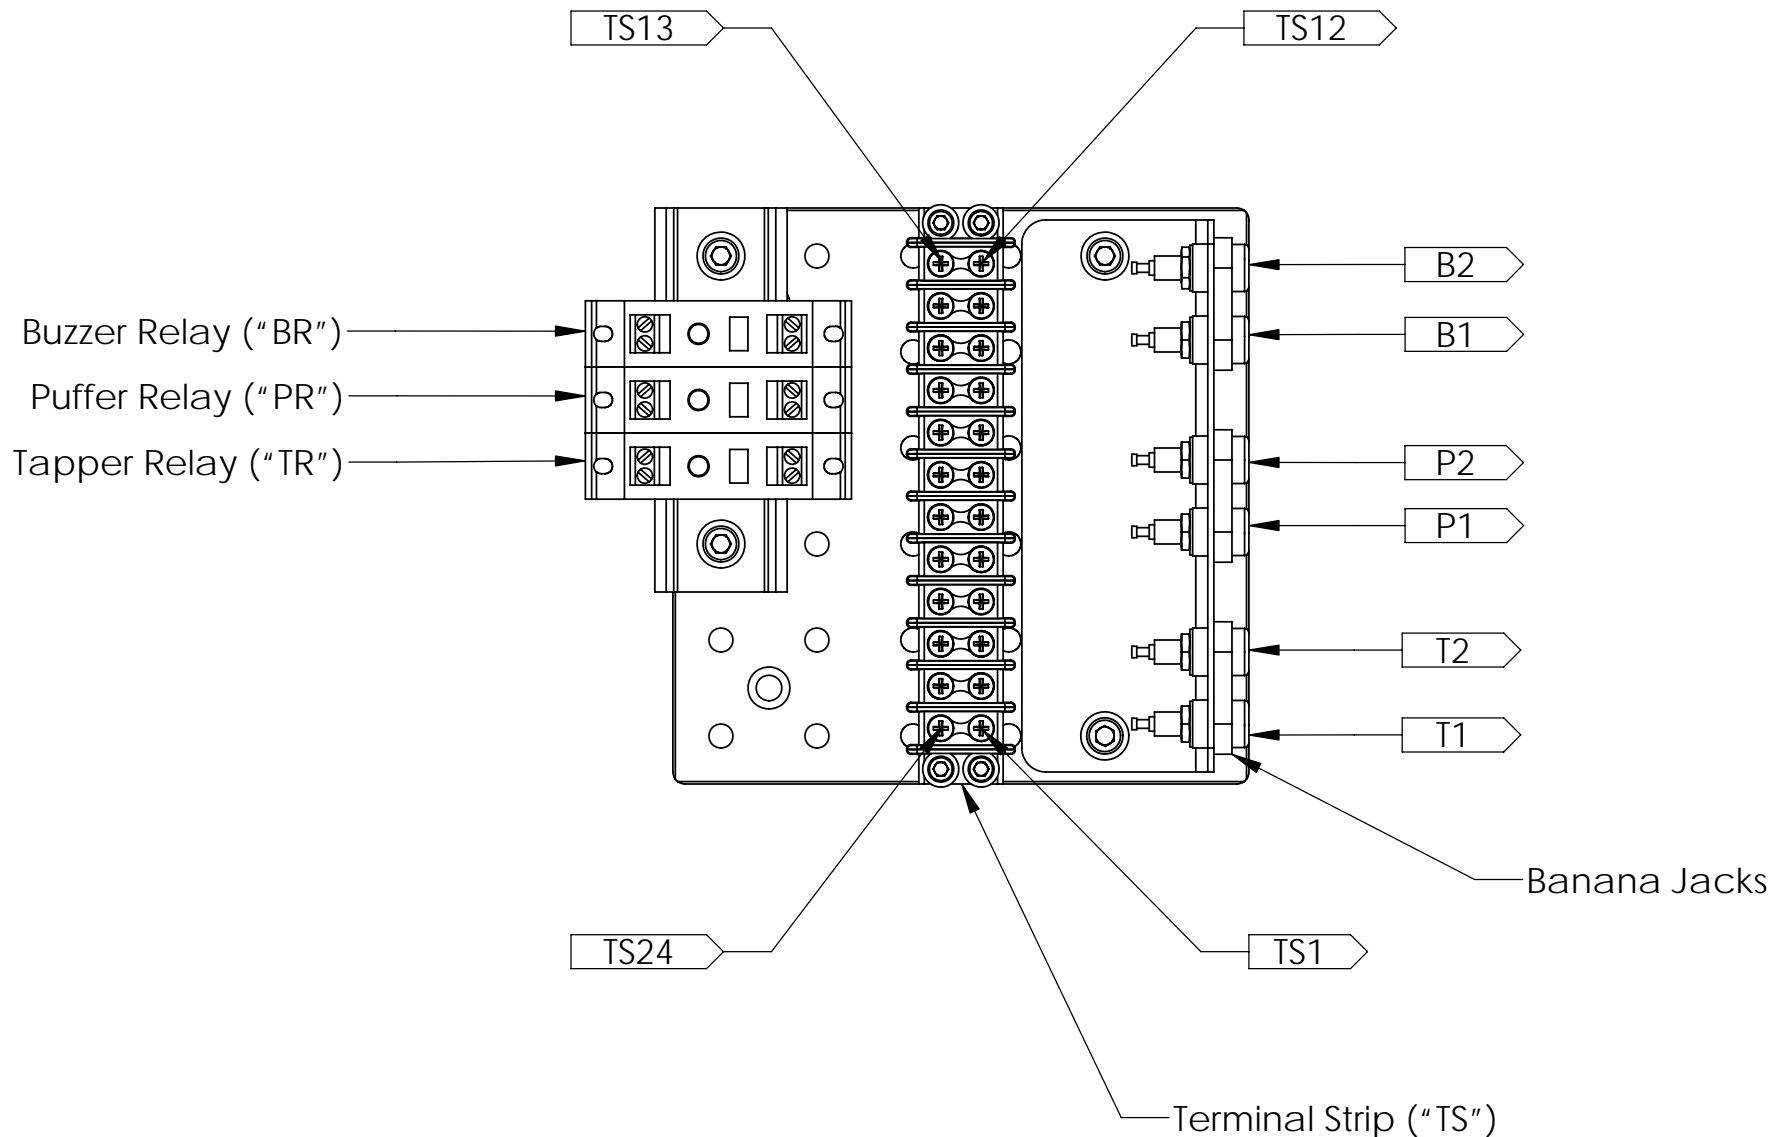 TS13
TS12
B2
Buzzer Relay (“BR”)
B1
Puffer Relay (“PR”)
Tapper Relay (“TR”)
P2
P1
T2
T1
Banana Jacks
TS24
TS1
Terminal Strip (“TS”)